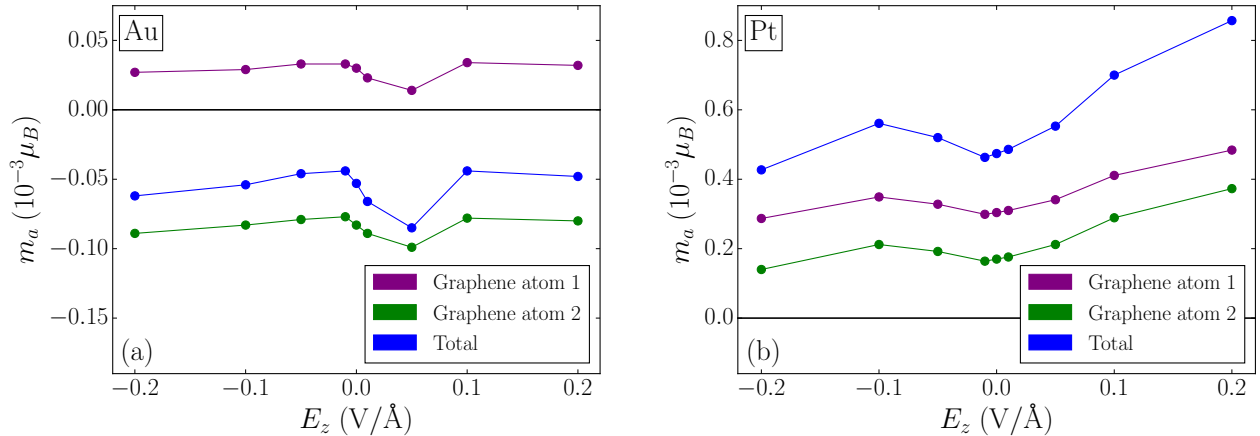 Au
0.05
0.00
−0.05
−0.10
−0.15
m_a (10^{-3} μ_B)
Graphene atom 1
Graphene atom 2
Total
(a)
−0.2 −0.1 0.0 0.1 0.2
E_z (V/Å)
Pt
0.8
0.6
0.4
0.2
0.0
m_a (10^{-3} μ_B)
Graphene atom 1
Graphene atom 2
Total
(b)
−0.2 −0.1 0.0 0.1 0.2
E_z (V/Å)